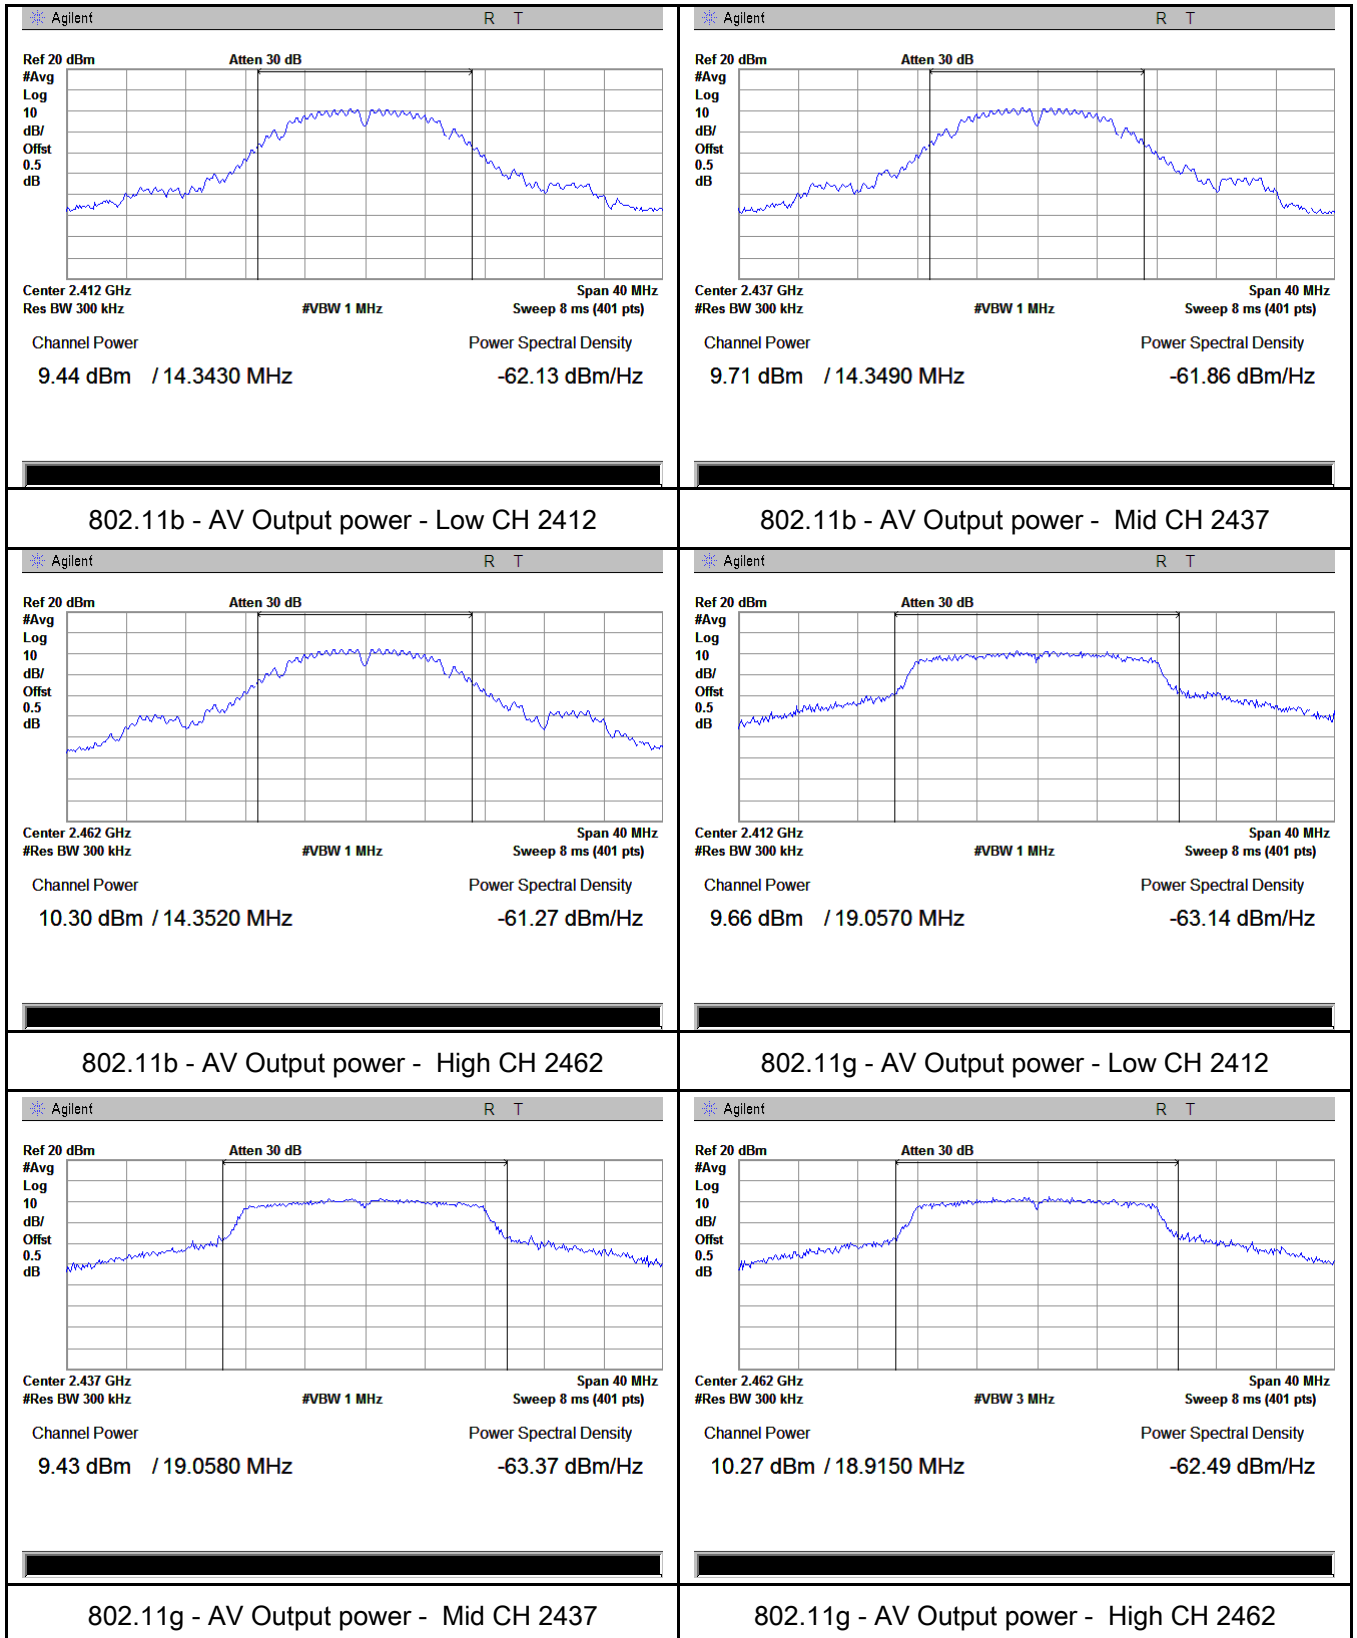 Agilent R T
Ref 20 dBm Atten 30 dB
#Avg
Log
10
dB/
Offst
0.5
dB
Center 2.412 GHz Span 40 MHz
Res BW 300 kHz #VBW 1 MHz Sweep 8 ms (401 pts)
Channel Power Power Spectral Density
9.44 dBm / 14.3430 MHz -62.13 dBm/Hz
802.11b - AV Output power - Low CH 2412
Agilent R T
Ref 20 dBm Atten 30 dB
#Avg
Log
10
dB/
Offst
0.5
dB
Center 2.437 GHz Span 40 MHz
#Res BW 300 kHz #VBW 1 MHz Sweep 8 ms (401 pts)
Channel Power Power Spectral Density
9.71 dBm / 14.3490 MHz -61.86 dBm/Hz
802.11b - AV Output power - Mid CH 2437
Agilent R T
Ref 20 dBm Atten 30 dB
#Avg
Log
10
dB/
Offst
0.5
dB
Center 2.462 GHz Span 40 MHz
#Res BW 300 kHz #VBW 1 MHz Sweep 8 ms (401 pts)
Channel Power Power Spectral Density
10.30 dBm / 14.3520 MHz -61.27 dBm/Hz
802.11b - AV Output power - High CH 2462
Agilent R T
Ref 20 dBm Atten 30 dB
#Avg
Log
10
dB/
Offst
0.5
dB
Center 2.412 GHz Span 40 MHz
#Res BW 300 kHz #VBW 1 MHz Sweep 8 ms (401 pts)
Channel Power Power Spectral Density
9.66 dBm / 19.0570 MHz -63.14 dBm/Hz
802.11g - AV Output power - Low CH 2412
Agilent R T
Ref 20 dBm Atten 30 dB
#Avg
Log
10
dB/
Offst
0.5
dB
Center 2.437 GHz Span 40 MHz
#Res BW 300 kHz #VBW 1 MHz Sweep 8 ms (401 pts)
Channel Power Power Spectral Density
9.43 dBm / 19.0580 MHz -63.37 dBm/Hz
802.11g - AV Output power - Mid CH 2437
Agilent R T
Ref 20 dBm Atten 30 dB
#Avg
Log
10
dB/
Offst
0.5
dB
Center 2.462 GHz Span 40 MHz
#Res BW 300 kHz #VBW 3 MHz Sweep 8 ms (401 pts)
Channel Power Power Spectral Density
10.27 dBm / 18.9150 MHz -62.49 dBm/Hz
802.11g - AV Output power - High CH 2462